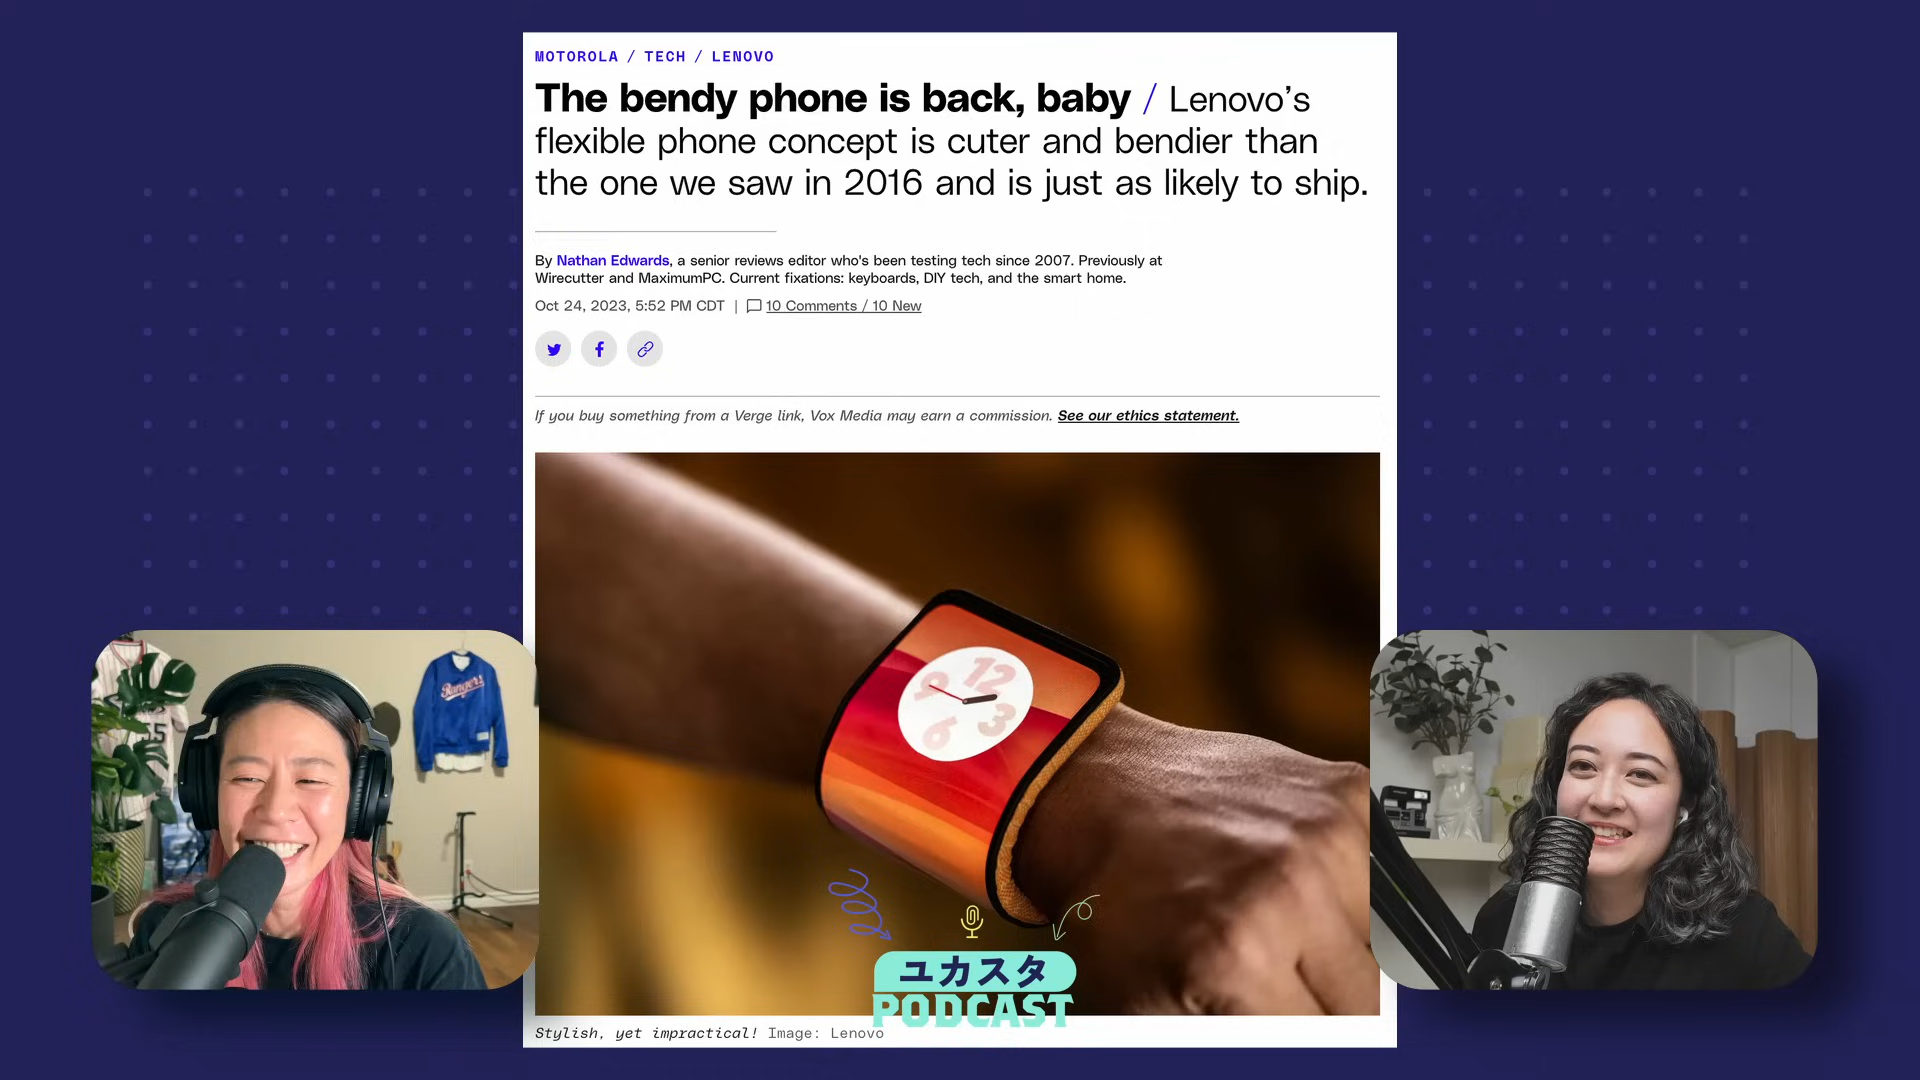 MOTOROLA / TECH / LENOVO
The bendy phone is back, baby / Lenovo’s
flexible phone concept is cuter and bendier than
the one we saw in 2016 and is just as likely to ship.
By Nathan Edwards, a senior reviews editor who's been testing tech since 2007. Previously at
Wirecutter and MaximumPC. Current fixations: keyboards, DIY tech, and the smart home.
Oct 24, 2023, 5:52 PM CDT | 10 Comments / 10 New
If you buy something from a Verge link, Vox Media may earn a commission. See our ethics statement.
12
9
3
6
Rangers
55
ユカスタ
PODCAST
Stylish, yet impractical! Image: Lenovo